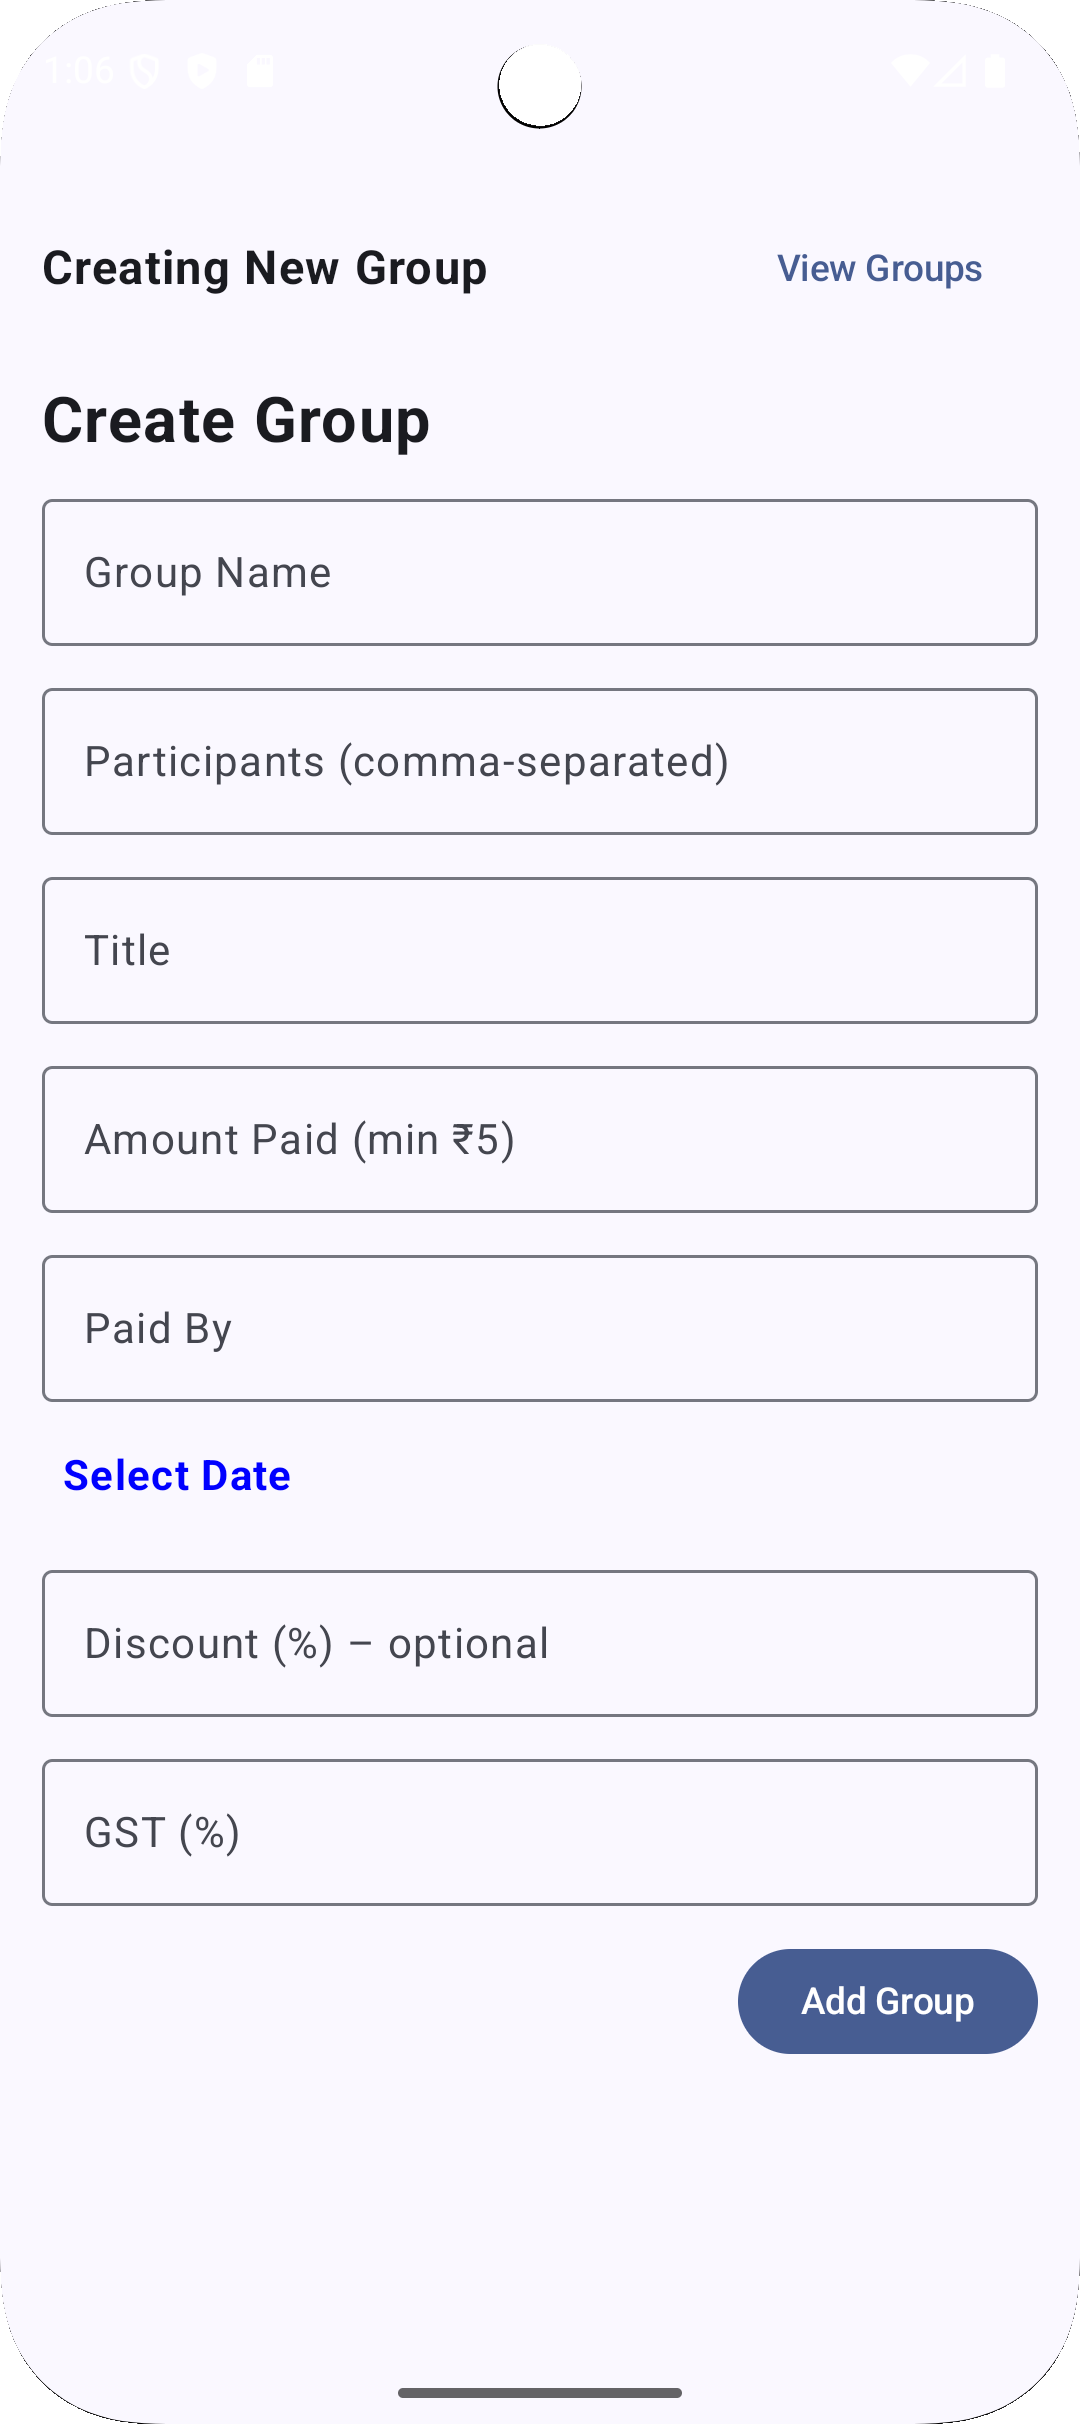 1:06
Creating New Group
View Groups
Create Group
Group Name
Participants (comma-separated)
Title
Amount Paid (min ₹5)
Paid By
Select Date
Discount (%) – optional
GST (%)
Add Group